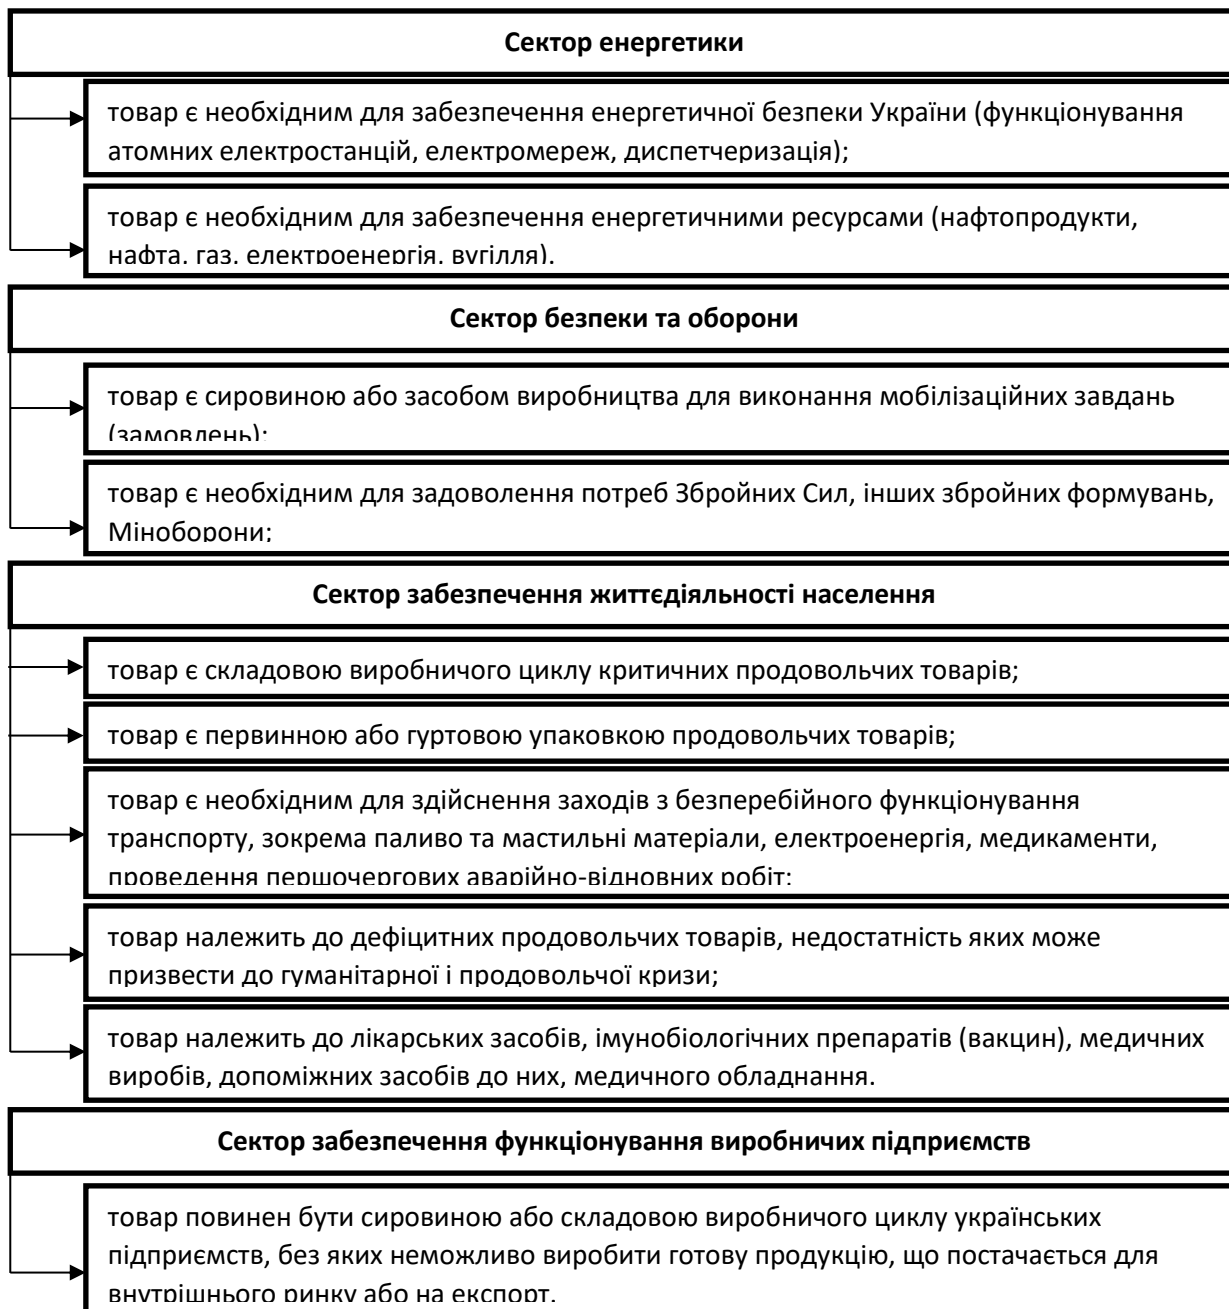 Сектор енергетики
товар є необхідним для забезпечення енергетичної безпеки України (функціонування
атомних електростанцій, електромереж, диспетчеризація);
товар є необхідним для забезпечення енергетичними ресурсами (нафтопродукти,
нафта, газ, електроенергія, вугілля).
Сектор безпеки та оборони
товар є сировиною або засобом виробництва для виконання мобілізаційних завдань
(замовлень);
товар є необхідним для задоволення потреб Збройних Сил, інших збройних формувань,
Міноборони;
Сектор забезпечення життєдіяльності населення
товар є складовою виробничого циклу критичних продовольчих товарів;
товар є первинною або гуртовою упаковкою продовольчих товарів;
товар є необхідним для здійснення заходів з безперебійного функціонування
транспорту, зокрема паливо та мастильні матеріали, електроенергія, медикаменти,
проведення першочергових аварійно-відновних робіт;
товар належить до дефіцитних продовольчих товарів, недостатність яких може
призвести до гуманітарної і продовольчої кризи;
товар належить до лікарських засобів, імунобіологічних препаратів (вакцин), медичних
виробів, допоміжних засобів до них, медичного обладнання.
Сектор забезпечення функціонування виробничих підприємств
товар повинен бути сировиною або складовою виробничого циклу українських
підприємств, без яких неможливо виробити готову продукцію, що постачається для
внутрішнього ринку або на експорт.